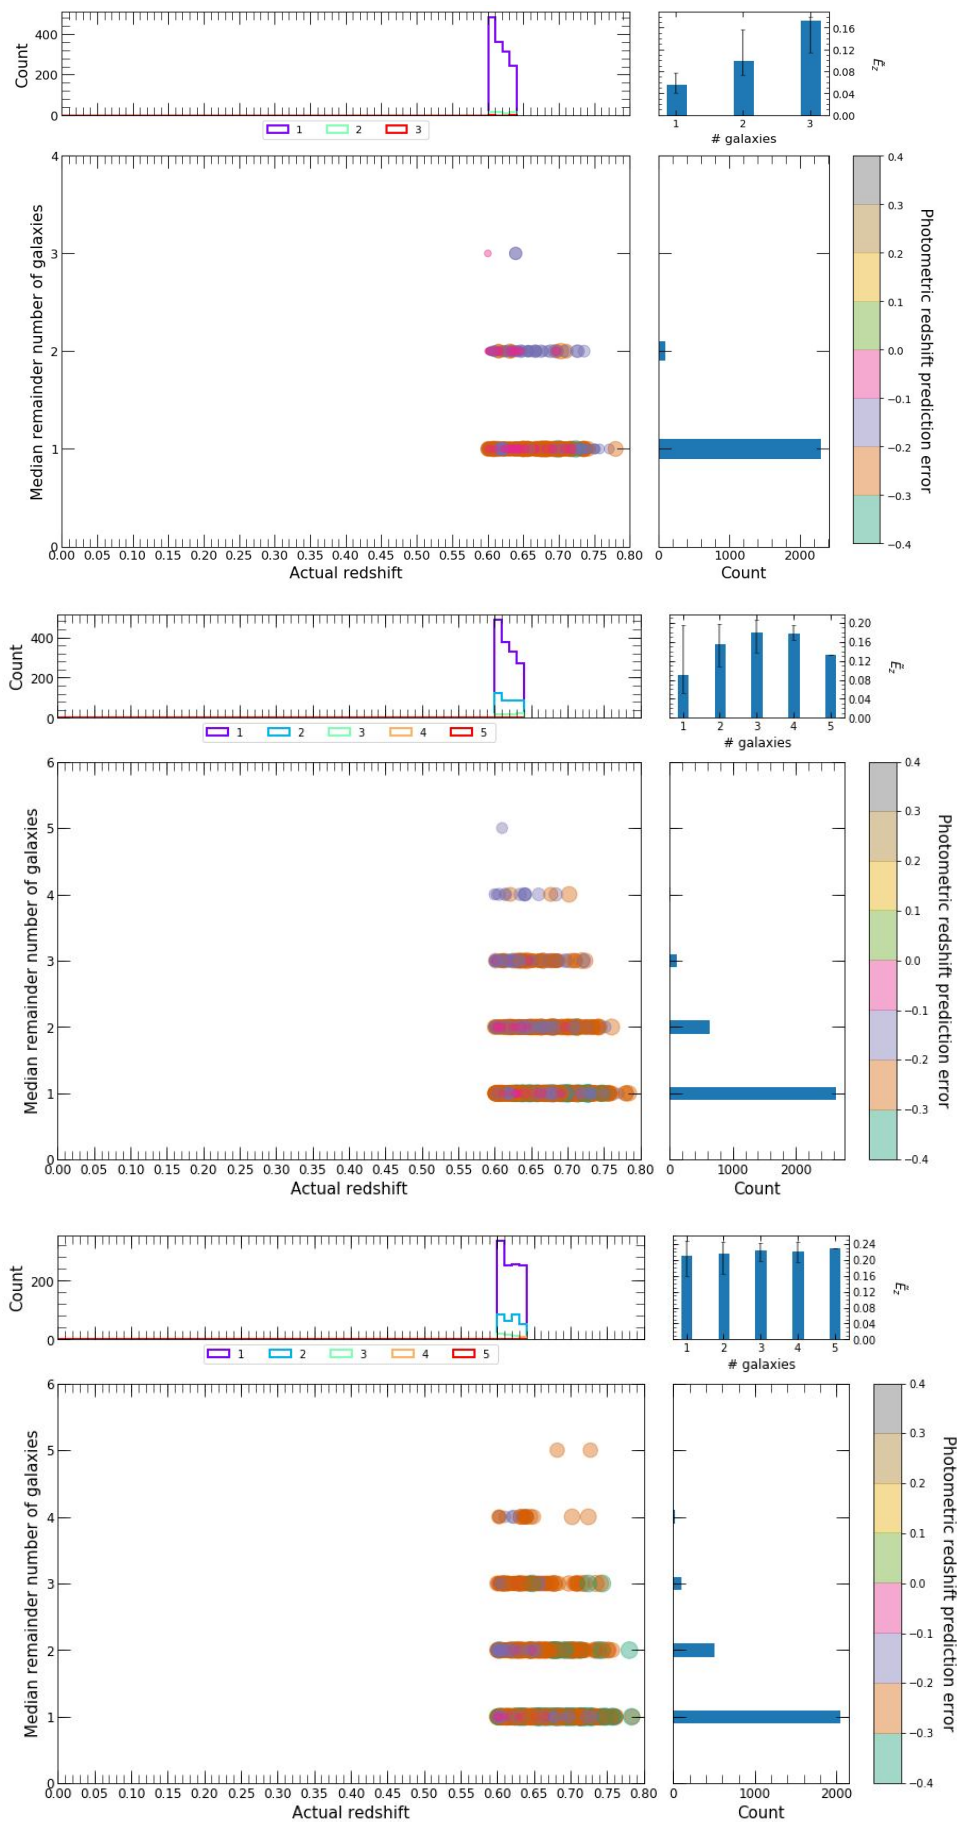 Count
400
200
0
1 2 3
0.16
0.12
0.08
0.04
0.00
Ẽz
1 2 3
# galaxies
Median remainder number of galaxies
4
3
2
1
0
0.00 0.05 0.10 0.15 0.20 0.25 0.30 0.35 0.40 0.45 0.50 0.55 0.60 0.65 0.70 0.75 0.80
Actual redshift
0 1000 2000
Count
0.4
0.3
0.2
0.1
0.0
−0.1
−0.2
−0.3
−0.4
Photometric redshift prediction error
Count
400
200
0
1 2 3 4 5
0.20
0.16
0.12
0.08
0.04
0.00
Ẽz
1 2 3 4 5
# galaxies
Median remainder number of galaxies
6
5
4
3
2
1
0
0.00 0.05 0.10 0.15 0.20 0.25 0.30 0.35 0.40 0.45 0.50 0.55 0.60 0.65 0.70 0.75 0.80
Actual redshift
0 1000 2000
Count
0.4
0.3
0.2
0.1
0.0
−0.1
−0.2
−0.3
−0.4
Photometric redshift prediction error
Count
200
0
1 2 3 4 5
0.24
0.20
0.16
0.12
0.08
0.04
0.00
Ẽz
1 2 3 4 5
# galaxies
Median remainder number of galaxies
6
5
4
3
2
1
0
0.00 0.05 0.10 0.15 0.20 0.25 0.30 0.35 0.40 0.45 0.50 0.55 0.60 0.65 0.70 0.75 0.80
Actual redshift
0 1000 2000
Count
0.4
0.3
0.2
0.1
0.0
−0.1
−0.2
−0.3
−0.4
Photometric redshift prediction error